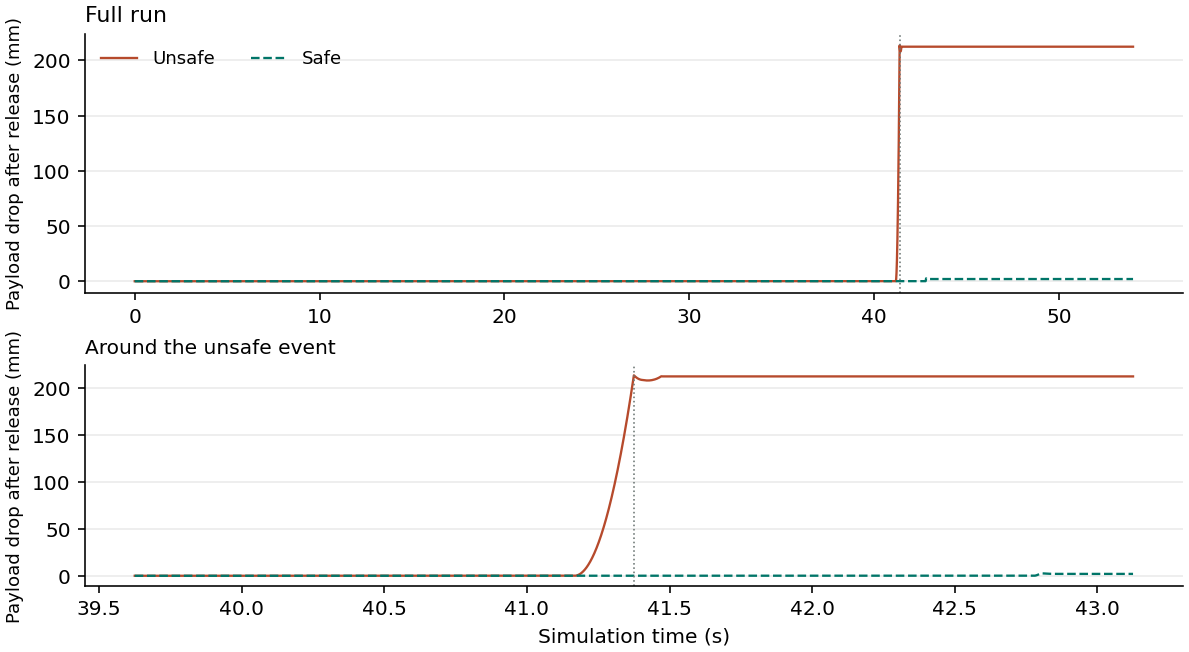 Full run
Payload drop after release (mm)
200
150
100
50
0
Unsafe
Safe
0 10 20 30 40 50
Around the unsafe event
Payload drop after release (mm)
200
150
100
50
0
39.5 40.0 40.5 41.0 41.5 42.0 42.5 43.0
Simulation time (s)